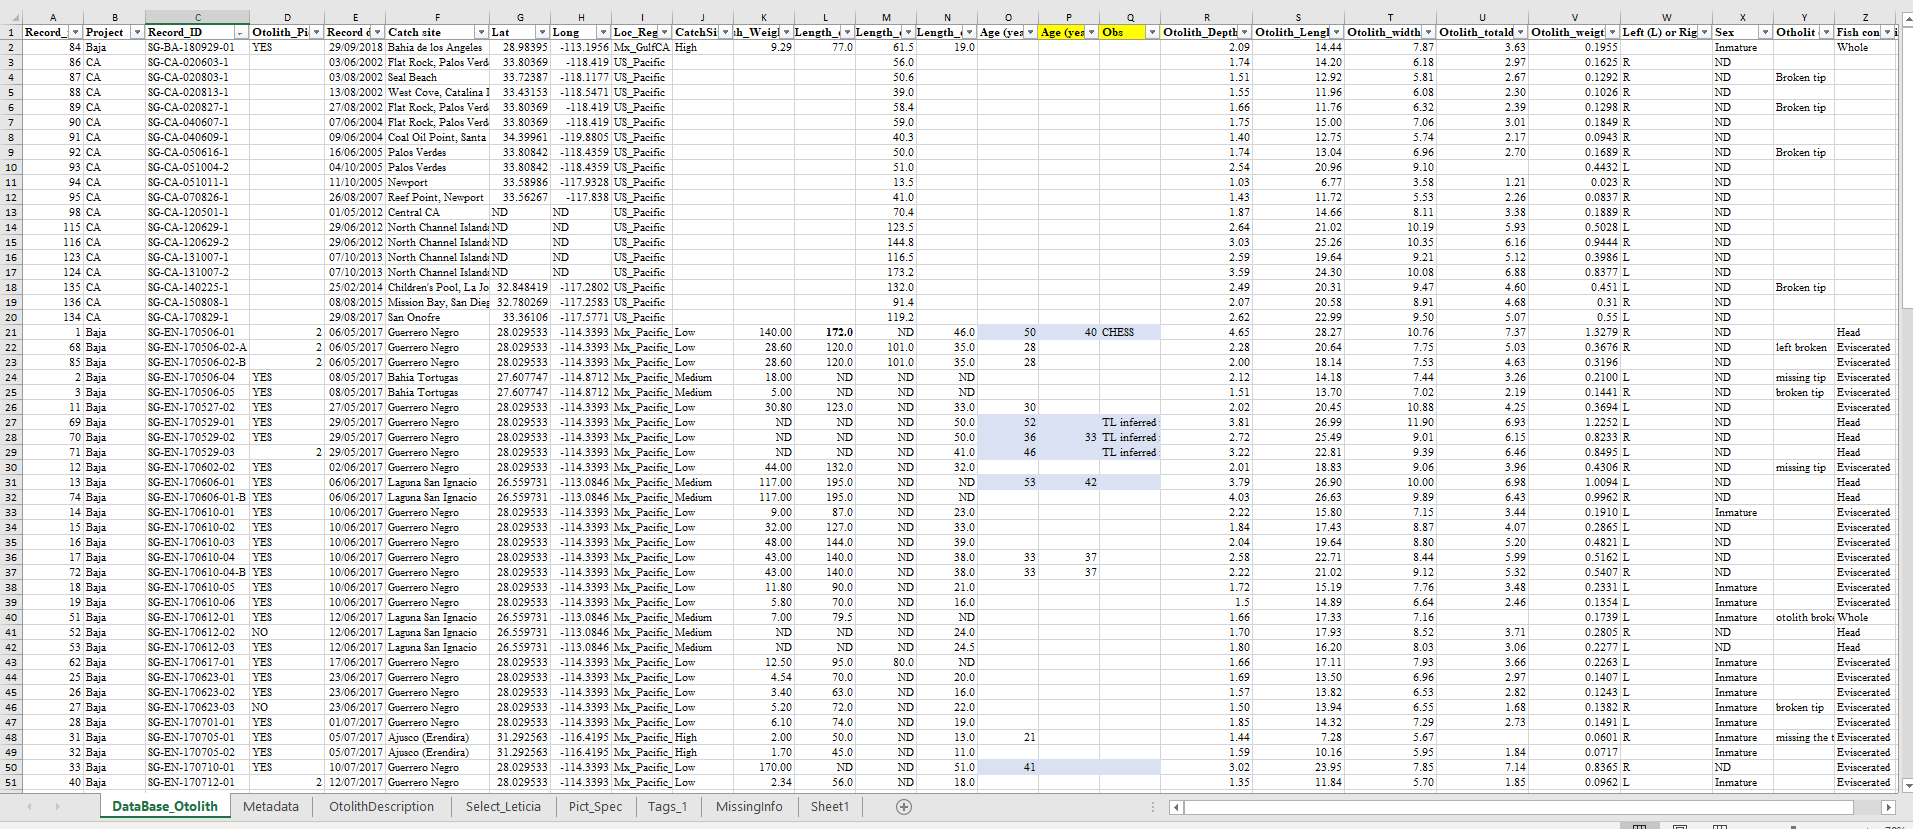 A B C D E F G H I J K L M N O P Q R S T U V W X Y Z
1 Record_ Project Record_ID Otolith_Pi Record d Catch site Lat Long Loc_Reg CatchSi h_Weigl Length_ Length_ Length_ Age (yea Age (yea Obs Otolith_Depth Otolith_Lengl Otolith_width Otolith_totald Otolith_weigt Left (L) or Rig Sex Otholit Fish con
2 84 Baja SG-BA-180929-01 YES 29/09/2018 Bahia de los Angeles 28.98395 -113.1956 Mx_GulfCA High 9.29 77.0 61.5 19.0 2.09 14.44 7.87 3.63 0.1955 Inmature Whole
3 86 CA SG-CA-020603-1 03/06/2002 Flat Rock, Palos Verd 33.80369 -118.419 US_Pacific 56.0 1.74 14.20 6.18 2.97 0.1625 R ND
4 87 CA SG-CA-020803-1 03/08/2002 Seal Beach 33.72387 -118.1177 US_Pacific 50.6 1.51 12.92 5.81 2.67 0.1292 R ND Broken tip
5 88 CA SG-CA-020813-1 13/08/2002 West Cove, Catalina I 33.43153 -118.5471 US_Pacific 39.0 1.55 11.96 6.08 2.30 0.1026 R ND
6 89 CA SG-CA-020827-1 27/08/2002 Flat Rock, Palos Verd 33.80369 -118.419 US_Pacific 58.4 1.66 11.76 6.32 2.39 0.1298 R ND Broken tip
7 90 CA SG-CA-040607-1 07/06/2004 Flat Rock, Palos Verd 33.80369 -118.419 US_Pacific 59.0 1.75 15.00 7.06 3.01 0.1849 R ND
8 91 CA SG-CA-040609-1 09/06/2004 Coal Oil Point, Santa 34.39961 -119.8805 US_Pacific 40.3 1.40 12.75 5.74 2.17 0.0943 R ND
9 92 CA SG-CA-050616-1 16/06/2005 Palos Verdes 33.80842 -118.4359 US_Pacific 50.0 1.74 13.04 6.96 2.70 0.1689 R ND Broken tip
10 93 CA SG-CA-051004-2 04/10/2005 Palos Verdes 33.80842 -118.4359 US_Pacific 51.0 2.54 20.96 9.10 0.4432 L ND
11 94 CA SG-CA-051011-1 11/10/2005 Newport 33.58986 -117.9328 US_Pacific 13.5 1.03 6.77 3.58 1.21 0.023 R ND
12 95 CA SG-CA-070826-1 26/08/2007 Reef Point, Newport 33.56267 -117.838 US_Pacific 41.0 1.43 11.72 5.53 2.26 0.0837 R ND
13 98 CA SG-CA-120501-1 01/05/2012 Central CA ND ND US_Pacific 70.4 1.87 14.66 8.11 3.38 0.1889 R ND
14 115 CA SG-CA-120629-1 29/06/2012 North Channel Islands ND ND US_Pacific 123.5 2.64 21.02 10.19 5.93 0.5028 L ND
15 116 CA SG-CA-120629-2 29/06/2012 North Channel Islands ND ND US_Pacific 144.8 3.03 25.26 10.35 6.16 0.9444 R ND
16 123 CA SG-CA-131007-1 07/10/2013 North Channel Islands ND ND US_Pacific 116.5 2.59 19.64 9.21 5.12 0.3986 L ND
17 124 CA SG-CA-131007-2 07/10/2013 North Channel Islands ND ND US_Pacific 173.2 3.59 24.30 10.08 6.88 0.8377 L ND
18 135 CA SG-CA-140225-1 25/02/2014 Children's Pool, La Jo 32.848419 -117.2802 US_Pacific 132.0 2.49 20.31 9.47 4.60 0.451 L ND Broken tip
19 136 CA SG-CA-150808-1 08/08/2015 Mission Bay, San Dieg 32.780269 -117.2583 US_Pacific 91.4 2.07 20.58 8.91 4.68 0.31 R ND
20 134 CA SG-CA-170829-1 29/08/2017 San Onofre 33.36106 -117.5771 US_Pacific 119.2 2.62 22.99 9.50 5.07 0.55 L ND
21 1 Baja SG-EN-170506-01 2 06/05/2017 Guerrero Negro 28.029533 -114.3393 Mx_Pacific_ Low 140.00 172.0 ND 46.0 50 40 CHESS 4.65 28.27 10.76 7.37 1.3279 R ND Head
22 68 Baja SG-EN-170506-02-A 2 06/05/2017 Guerrero Negro 28.029533 -114.3393 Mx_Pacific_ Low 28.60 120.0 101.0 35.0 28 2.28 20.64 7.75 5.03 0.3676 R ND left broken Eviscerated
23 85 Baja SG-EN-170506-02-B 2 06/05/2017 Guerrero Negro 28.029533 -114.3393 Mx_Pacific_ Low 28.60 120.0 101.0 35.0 28 2.00 18.14 7.53 4.63 0.3196 ND Eviscerated
24 2 Baja SG-EN-170506-04 YES 08/05/2017 Bahia Tortugas 27.607747 -114.8712 Mx_Pacific_ Medium 18.00 ND ND ND 2.12 14.18 7.44 3.26 0.2100 L ND missing tip Eviscerated
25 3 Baja SG-EN-170506-05 YES 08/05/2017 Bahia Tortugas 27.607747 -114.8712 Mx_Pacific_ Medium 5.00 ND ND ND 1.51 13.70 7.02 2.19 0.1441 R ND broken tip Eviscerated
26 11 Baja SG-EN-170527-02 YES 27/05/2017 Guerrero Negro 28.029533 -114.3393 Mx_Pacific_ Low 30.80 123.0 ND 33.0 30 2.02 20.45 10.88 4.25 0.3694 L ND Eviscerated
27 69 Baja SG-EN-170529-01 YES 29/05/2017 Guerrero Negro 28.029533 -114.3393 Mx_Pacific_ Low ND ND ND 50.0 52 TL inferred 3.81 26.99 11.90 6.93 1.2252 L ND Head
28 70 Baja SG-EN-170529-02 YES 29/05/2017 Guerrero Negro 28.029533 -114.3393 Mx_Pacific_ Low ND ND ND 50.0 36 33 TL inferred 2.72 25.49 9.01 6.15 0.8233 R ND Head
29 71 Baja SG-EN-170529-03 2 29/05/2017 Guerrero Negro 28.029533 -114.3393 Mx_Pacific_ Low ND ND ND 41.0 46 TL inferred 3.22 22.81 9.39 6.46 0.8495 L ND Head
30 12 Baja SG-EN-170602-02 YES 02/06/2017 Guerrero Negro 28.029533 -114.3393 Mx_Pacific_ Low 44.00 132.0 ND 32.0 2.01 18.83 9.06 3.96 0.4306 R ND missing tip Eviscerated
31 13 Baja SG-EN-170606-01 YES 06/06/2017 Laguna San Ignacio 26.559731 -113.0846 Mx_Pacific_ Medium 117.00 195.0 ND ND 53 42 3.79 26.90 10.00 6.98 1.0094 L ND Head
32 74 Baja SG-EN-170606-01-B YES 06/06/2017 Laguna San Ignacio 26.559731 -113.0846 Mx_Pacific_ Medium 117.00 195.0 ND ND 4.03 26.63 9.89 6.43 0.9962 R ND Head
33 14 Baja SG-EN-170610-01 YES 10/06/2017 Guerrero Negro 28.029533 -114.3393 Mx_Pacific_ Low 9.00 87.0 ND 23.0 2.22 15.80 7.15 3.44 0.1910 L Inmature Eviscerated
34 15 Baja SG-EN-170610-02 YES 10/06/2017 Guerrero Negro 28.029533 -114.3393 Mx_Pacific_ Low 32.00 127.0 ND 33.0 1.84 17.43 8.87 4.07 0.2865 L ND Eviscerated
35 16 Baja SG-EN-170610-03 YES 10/06/2017 Guerrero Negro 28.029533 -114.3393 Mx_Pacific_ Low 48.00 144.0 ND 39.0 2.04 19.64 8.80 5.20 0.4821 L ND Eviscerated
36 17 Baja SG-EN-170610-04 YES 10/06/2017 Guerrero Negro 28.029533 -114.3393 Mx_Pacific_ Low 43.00 140.0 ND 38.0 33 37 2.58 22.71 8.44 5.99 0.5162 L ND Eviscerated
37 72 Baja SG-EN-170610-04-B YES 10/06/2017 Guerrero Negro 28.029533 -114.3393 Mx_Pacific_ Low 43.00 140.0 ND 38.0 33 37 2.22 21.02 9.12 5.32 0.5407 R ND Eviscerated
38 18 Baja SG-EN-170610-05 YES 10/06/2017 Guerrero Negro 28.029533 -114.3393 Mx_Pacific_ Low 11.80 90.0 ND 21.0 1.72 15.19 7.76 3.48 0.2331 L Inmature Eviscerated
39 19 Baja SG-EN-170610-06 YES 10/06/2017 Guerrero Negro 28.029533 -114.3393 Mx_Pacific_ Low 5.80 70.0 ND 16.0 1.5 14.89 6.64 2.46 0.1354 L Inmature Eviscerated
40 51 Baja SG-EN-170612-01 YES 12/06/2017 Laguna San Ignacio 26.559731 -113.0846 Mx_Pacific_ Medium 7.00 79.5 ND ND 1.66 17.33 7.16 0.1739 L Inmature otolith brok Whole
41 52 Baja SG-EN-170612-02 NO 12/06/2017 Laguna San Ignacio 26.559731 -113.0846 Mx_Pacific_ Medium ND ND ND 24.0 1.70 17.93 8.52 3.71 0.2805 R ND Head
42 53 Baja SG-EN-170612-03 YES 12/06/2017 Laguna San Ignacio 26.559731 -113.0846 Mx_Pacific_ Medium ND ND ND 24.5 1.80 16.20 8.03 3.06 0.2277 L ND Head
43 62 Baja SG-EN-170617-01 YES 17/06/2017 Guerrero Negro 28.029533 -114.3393 Mx_Pacific_ Low 12.50 95.0 80.0 ND 1.66 17.11 7.93 3.66 0.2263 L Inmature Eviscerated
44 25 Baja SG-EN-170623-01 YES 23/06/2017 Guerrero Negro 28.029533 -114.3393 Mx_Pacific_ Low 4.54 70.0 ND 20.0 1.69 13.50 6.96 2.97 0.1407 L Inmature Eviscerated
45 26 Baja SG-EN-170623-02 YES 23/06/2017 Guerrero Negro 28.029533 -114.3393 Mx_Pacific_ Low 3.40 63.0 ND 16.0 1.57 13.82 6.53 2.82 0.1243 L Inmature Eviscerated
46 27 Baja SG-EN-170623-03 NO 23/06/2017 Guerrero Negro 28.029533 -114.3393 Mx_Pacific_ Low 5.20 72.0 ND 22.0 1.50 13.94 6.55 1.68 0.1382 R Inmature broken tip Eviscerated
47 28 Baja SG-EN-170701-01 YES 01/07/2017 Guerrero Negro 28.029533 -114.3393 Mx_Pacific_ Low 6.10 74.0 ND 19.0 1.85 14.32 7.29 2.73 0.1491 L Inmature Eviscerated
48 31 Baja SG-EN-170705-01 YES 05/07/2017 Ajusco (Erendira) 31.292563 -116.4195 Mx_Pacific_ High 2.00 50.0 ND 13.0 21 1.44 7.28 5.67 0.0601 R Inmature missing the t Eviscerated
49 32 Baja SG-EN-170705-02 YES 05/07/2017 Ajusco (Erendira) 31.292563 -116.4195 Mx_Pacific_ High 1.70 45.0 ND 11.0 1.59 10.16 5.95 1.84 0.0717 Inmature Eviscerated
50 33 Baja SG-EN-170710-01 YES 10/07/2017 Guerrero Negro 28.029533 -114.3393 Mx_Pacific_ Low 170.00 ND ND 51.0 41 3.02 23.95 7.85 7.14 0.8365 R ND Eviscerated
51 40 Baja SG-EN-170712-01 2 12/07/2017 Guerrero Negro 28.029533 -114.3393 Mx_Pacific_ Low 2.34 56.0 ND 18.0 1.35 11.84 5.70 1.85 0.0962 L Inmature Eviscerated
DataBase_Otolith Metadata OtolithDescription Select_Leticia Pict_Spec Tags_1 MissingInfo Sheet1